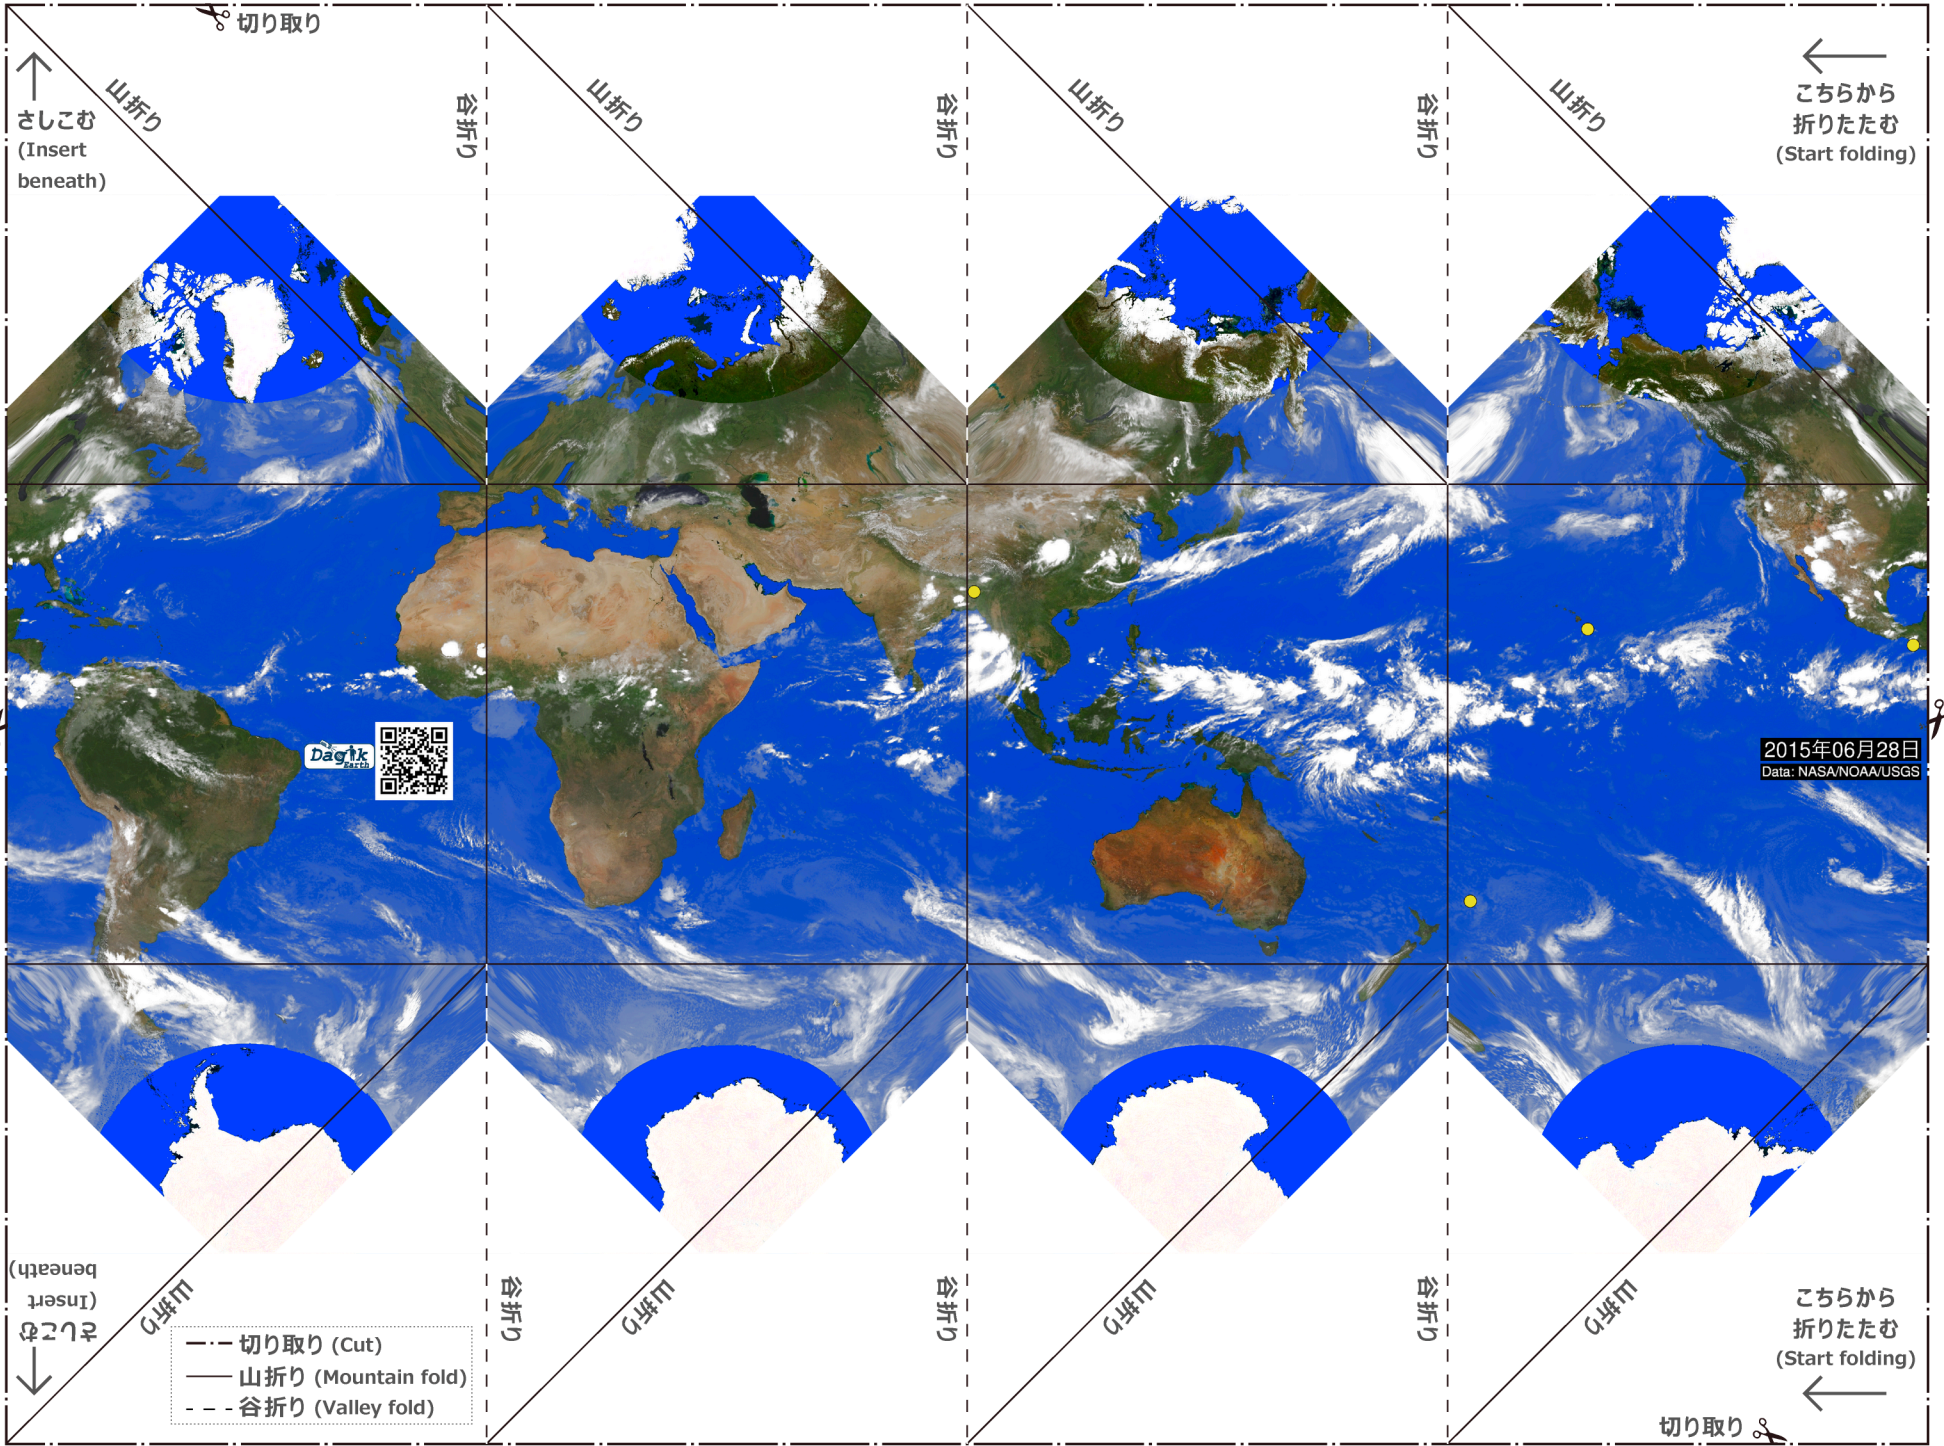 切り取り
山折り
谷折り
山折り
谷折り
山折り
谷折り
山折り
さしこむ
(Insert
beneath)
こちらから
折りたたむ
(Start folding)
Dagik
Earth
2015年06月28日
Data: NASA/NOAA/USGS
さしこむ
(Insert
beneath)
山折り
谷折り
山折り
谷折り
山折り
谷折り
山折り
こちらから
折りたたむ
(Start folding)
切り取り (Cut)
山折り (Mountain fold)
谷折り (Valley fold)
切り取り